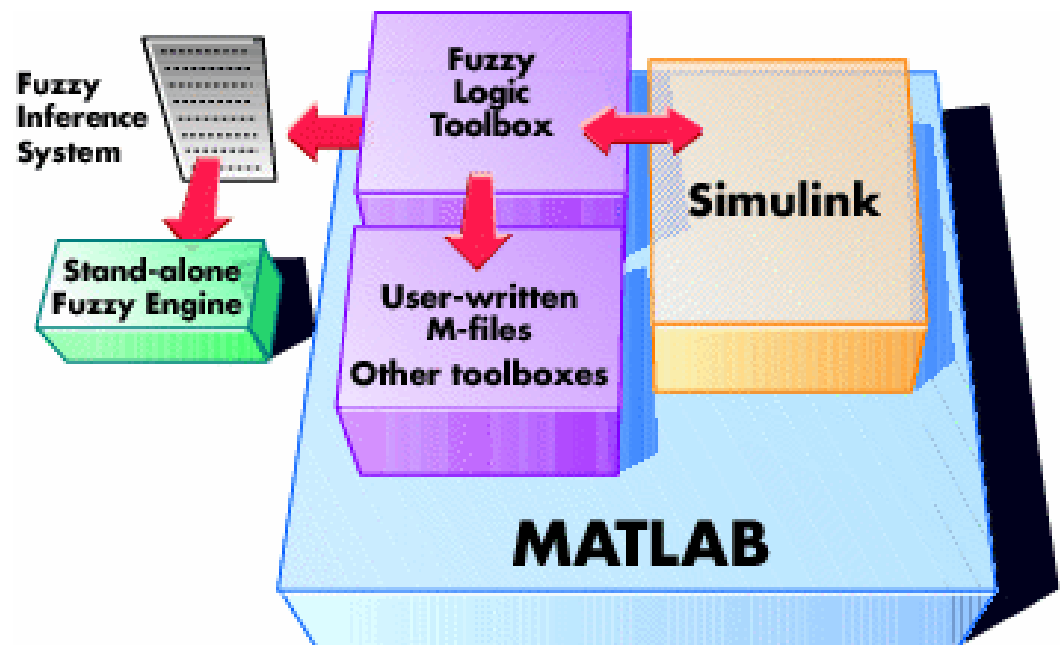 Fuzzy
Inference
System
Fuzzy
Logic
Toolbox
Simulink
Stand-alone
Fuzzy Engine
User-written
M-files
Other toolboxes
MATLAB